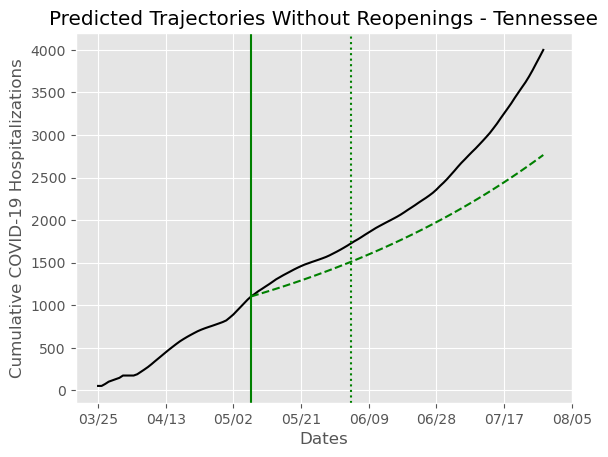 Predicted Trajectories Without Reopenings - Tennessee
Cumulative COVID-19 Hospitalizations
4000
3500
3000
2500
2000
1500
1000
500
0
03/25 04/13 05/02 05/21 06/09 06/28 07/17 08/05
Dates